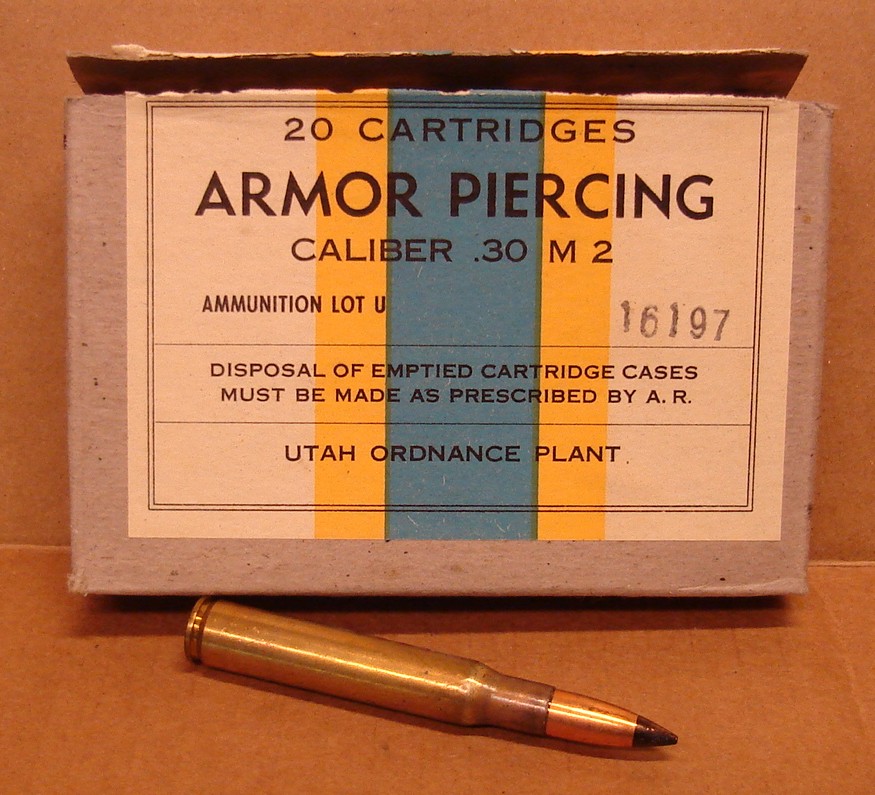 20 CARTRIDGES
ARMOR PIERCING
CALIBER .30 M 2
AMMUNITION LOT U 16197
DISPOSAL OF EMPTIED CARTRIDGE CASES
MUST BE MADE AS PRESCRIBED BY A. R.
UTAH ORDNANCE PLANT